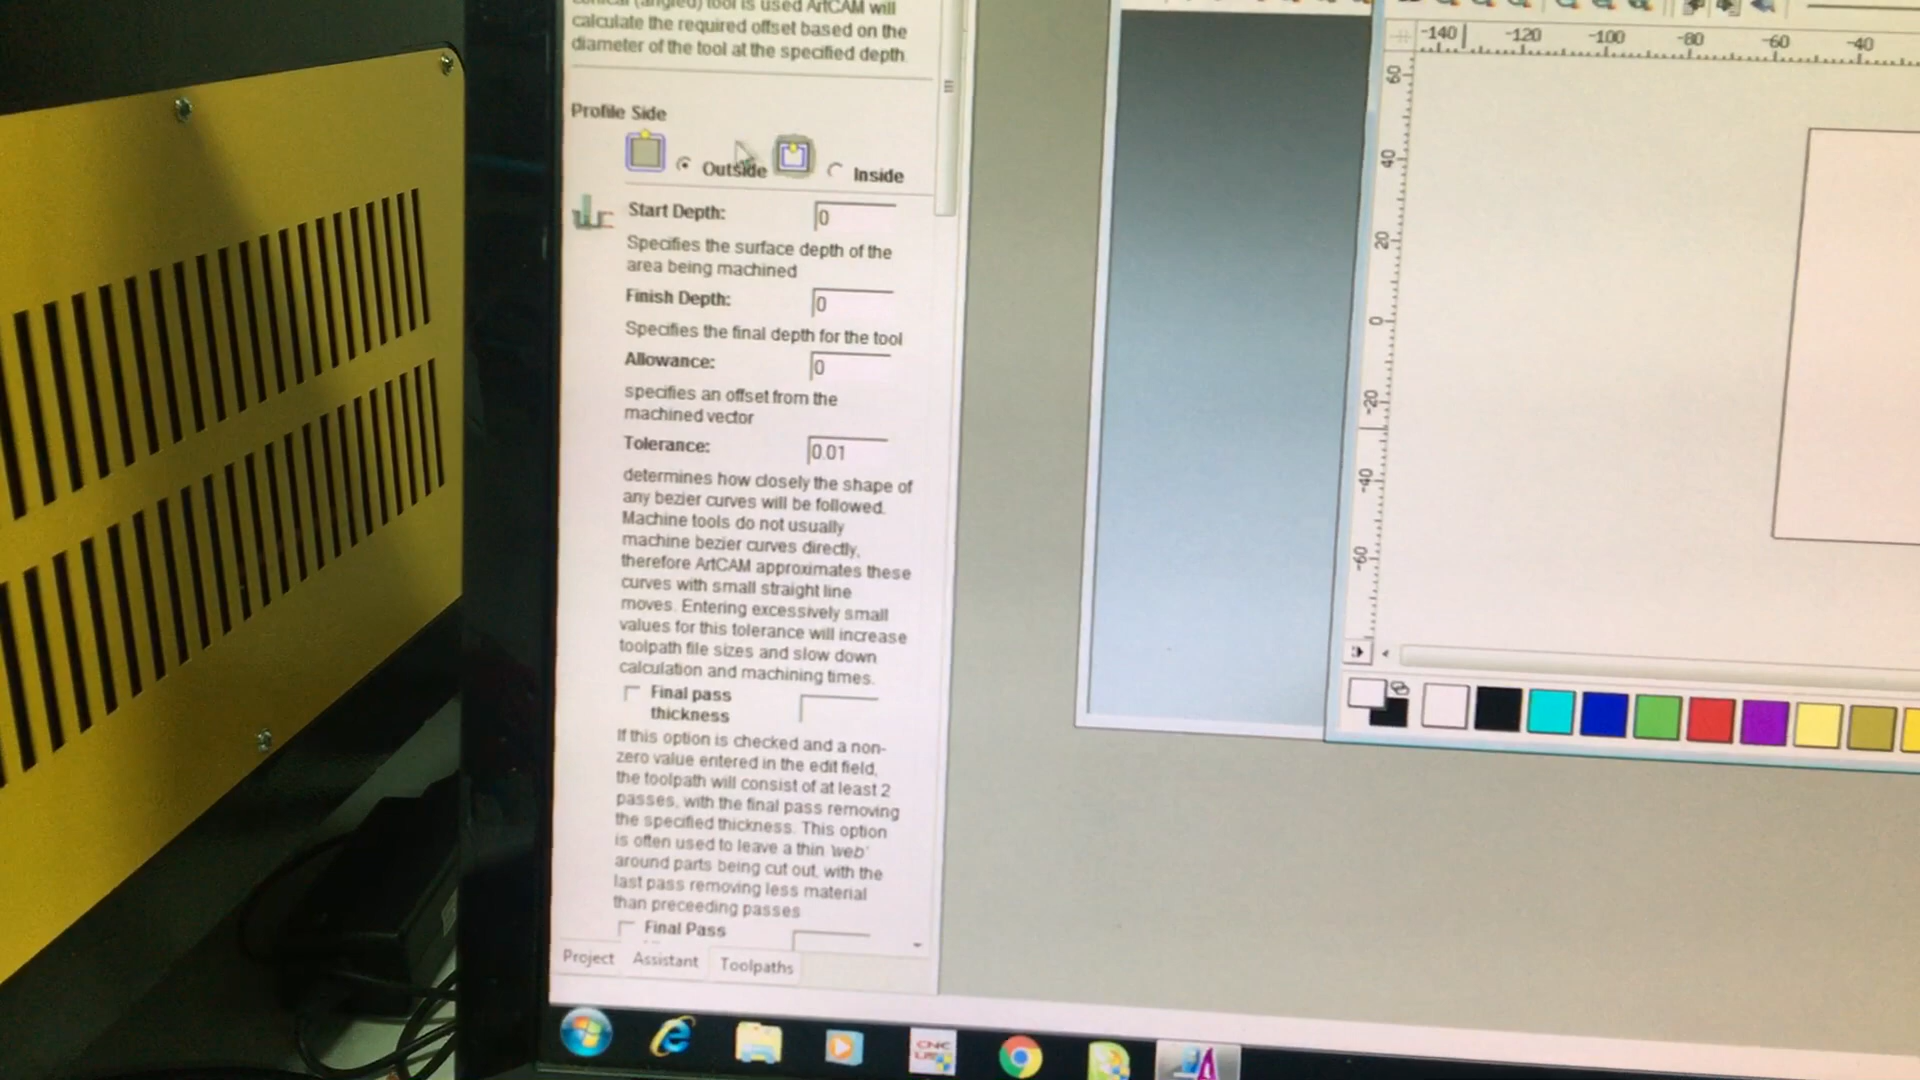 conical (angled) tool is used ArtCAM will
calculate the required offset based on the
diameter of the tool at the specified depth.
Profile Side
Outside
Inside
Start Depth: 0
Specifies the surface depth of the
area being machined
Finish Depth: 0
Specifies the final depth for the tool
Allowance: 0
specifies an offset from the
machined vector
Tolerance: 0.01
determines how closely the shape of
any bezier curves will be followed.
Machine tools do not usually
machine bezier curves directly,
therefore ArtCAM approximates these
curves with small straight line
moves. Entering excessively small
values for this tolerance will increase
toolpath file sizes and slow down
calculation and machining times.
Final pass
thickness
If this option is checked and a non-
zero value entered in the edit field,
the toolpath will consist of at least 2
passes, with the final pass removing
the specified thickness. This option
is often used to leave a thin 'web'
around parts being cut out, with the
last pass removing less material
than preceeding passes
Final Pass
Project Assistant Toolpaths
-140 -120 -100 -80 -60 -40
60
40
20
0
-20
-40
-60
CNC